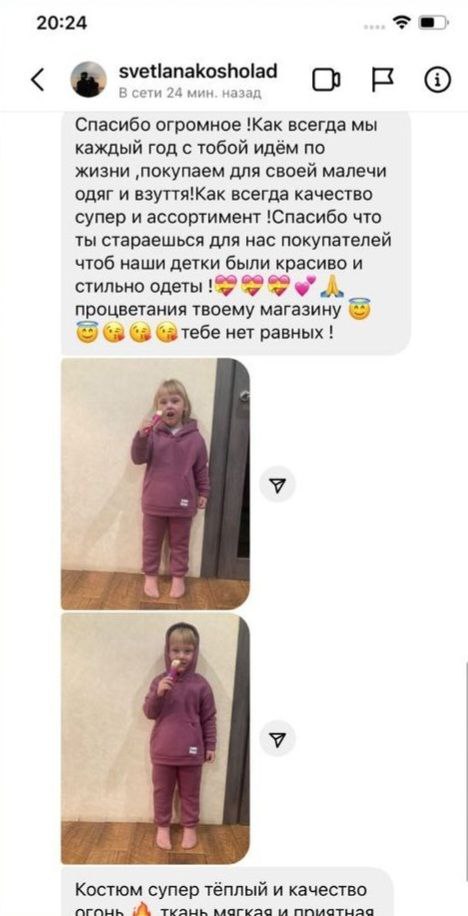 20:24
svetlanakosholad
В сети 24 мин. назад
Спасибо огромное !Как всегда мы
каждый год с тобой идём по
жизни ,покупаем для своей малечи
одяг и взуття!Как всегда качество
супер и ассортимент !Спасибо что
ты стараешься для нас покупателей
чтоб наши детки были красиво и
стильно одеты !💝💝💝💕🙏
процветания твоему магазину 😇
😇😘😘😘тебе нет равных !
Костюм супер тёплый и качество
огонь 🔥 ткань мягкая и приятная